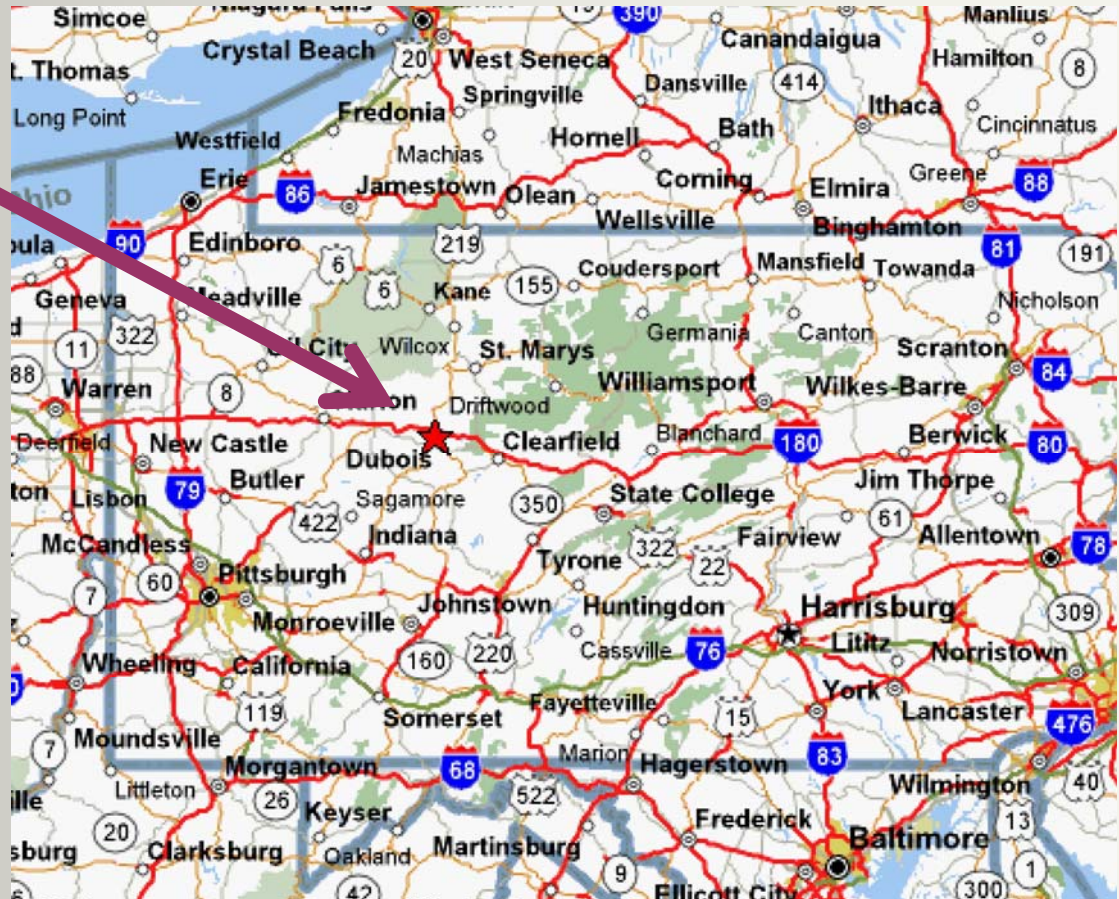 Simcoe
390
Manlius
Crystal Beach
20
West Seneca
Canandaigua
Hamilton
8
t. Thomas
Springville
Dansville
414
Ithaca
Long Point
Fredonia
Hornell
Bath
Cincinnatus
Westfield
Machias
Greene
88
Erie
86
Jamestown
Olean
Corning
Elmira
hio
Wellsville
Binghamton
bula
90
Edinboro
219
81
191
6
Coudersport
Mansfield
Towanda
Geneva
Meadville
6
Kane
155
Nicholson
322
Germania
Canton
11
Oil City
Wilcox
St. Marys
Scranton
88
84
Warren
8
Williamsport
Wilkes-Barre
Driftwood
Deerfield
New Castle
Clearfield
Blanchard
180
Berwick
80
Dubois
79
Butler
Jim Thorpe
ton
Lisbon
Sagamore
350
State College
422
61
McCandless
Indiana
322
Fairview
Allentown
78
Tyrone
22
60
Pittsburgh
7
Johnstown
Huntingdon
Harrisburg
309
Monroeville
Cassville
76
Lititz
Norristown
Wheeling
California
160
220
York
119
Fayetteville
15
Lancaster
476
Somerset
7
Moundsville
Marion
83
Morgantown
68
Hagerstown
Wilmington
Littleton
26
522
40
ille
Keyser
Frederick
13
20
Baltimore
sburg
Clarksburg
Oakland
Martinsburg
9
1
42
Ellicott City
300